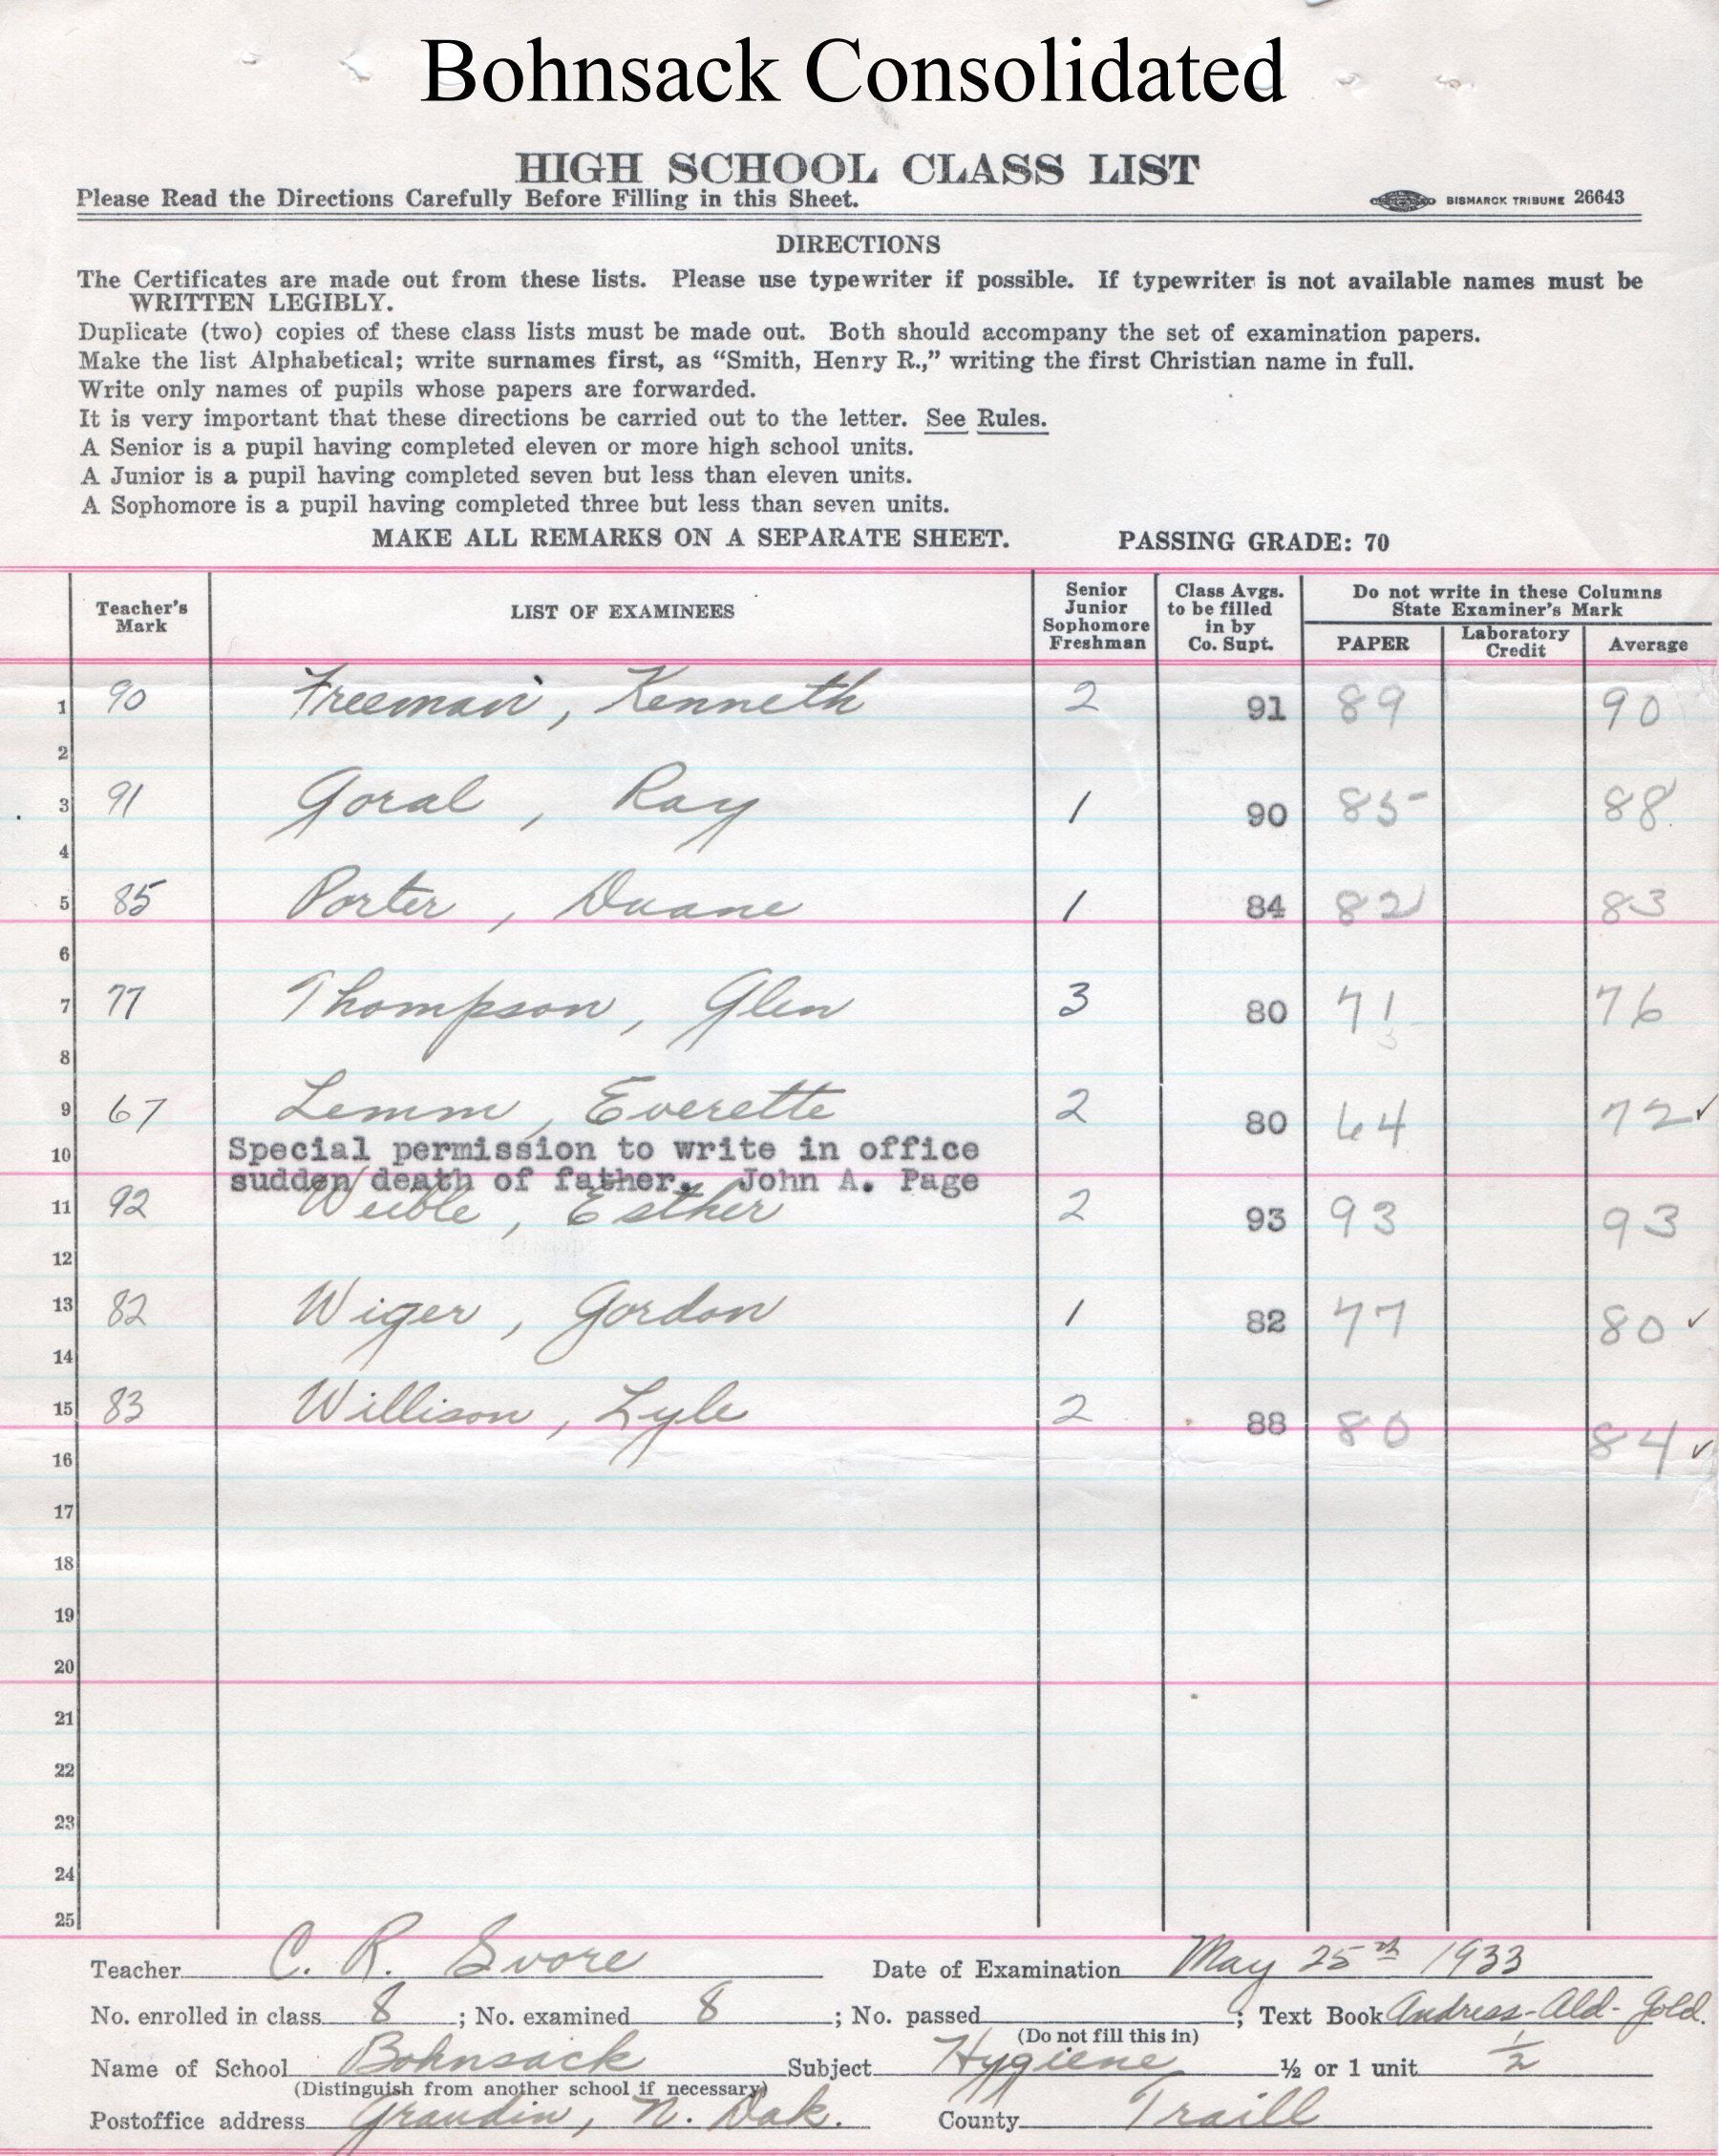 Bohnsack Consolidated
HIGH SCHOOL CLASS LIST
Please Read the Directions Carefully Before Filling in this Sheet. BISMARCK TRIBUNE 26643
DIRECTIONS
The Certificates are made out from these lists. Please use typewriter if possible. If typewriter is not available names must be
WRITTEN LEGIBLY.
Duplicate (two) copies of these class lists must be made out. Both should accompany the set of examination papers.
Make the list Alphabetical; write surnames first, as “Smith, Henry R.,” writing the first Christian name in full.
Write only names of pupils whose papers are forwarded.
It is very important that these directions be carried out to the letter. See Rules.
A Senior is a pupil having completed eleven or more high school units.
A Junior is a pupil having completed seven but less than eleven units.
A Sophomore is a pupil having completed three but less than seven units.
MAKE ALL REMARKS ON A SEPARATE SHEET. PASSING GRADE: 70
Teacher's Mark LIST OF EXAMINEES Senior Junior Sophomore Freshman Class Avgs. to be filled in by Co. Supt. Do not write in these Columns State Examiner's Mark
PAPER Laboratory Credit Average
1 90 Freeman, Kenneth 2 91 89 90
2
3 91 Goral, Ray 1 90 85 88
4
5 85 Porter, Duane 1 84 82 83
6
7 77 Thompson, Glen 3 80 71 76
8
9 67 Lemm, Everette 2 80 64 72 ✓
10 Special permission to write in office
sudden death of father. John A. Page
11 92 Weible, Esther 2 93 93 93
12
13 82 Wiger, Gordon 1 82 77 80 ✓
14
15 83 Willison, Lyle 2 88 80 84 ✓
16
17
18
19
20
21
22
23
24
25
Teacher C. R. Svore Date of Examination May 25th 1933
No. enrolled in class 8; No. examined 8; No. passed ; Text Book Andress-Ald-Gold.
(Do not fill this in)
Name of School Bohnsack Subject Hygiene ½ or 1 unit ½
(Distinguish from another school if necessary)
Postoffice address Grandin, N. Dak. County Traill